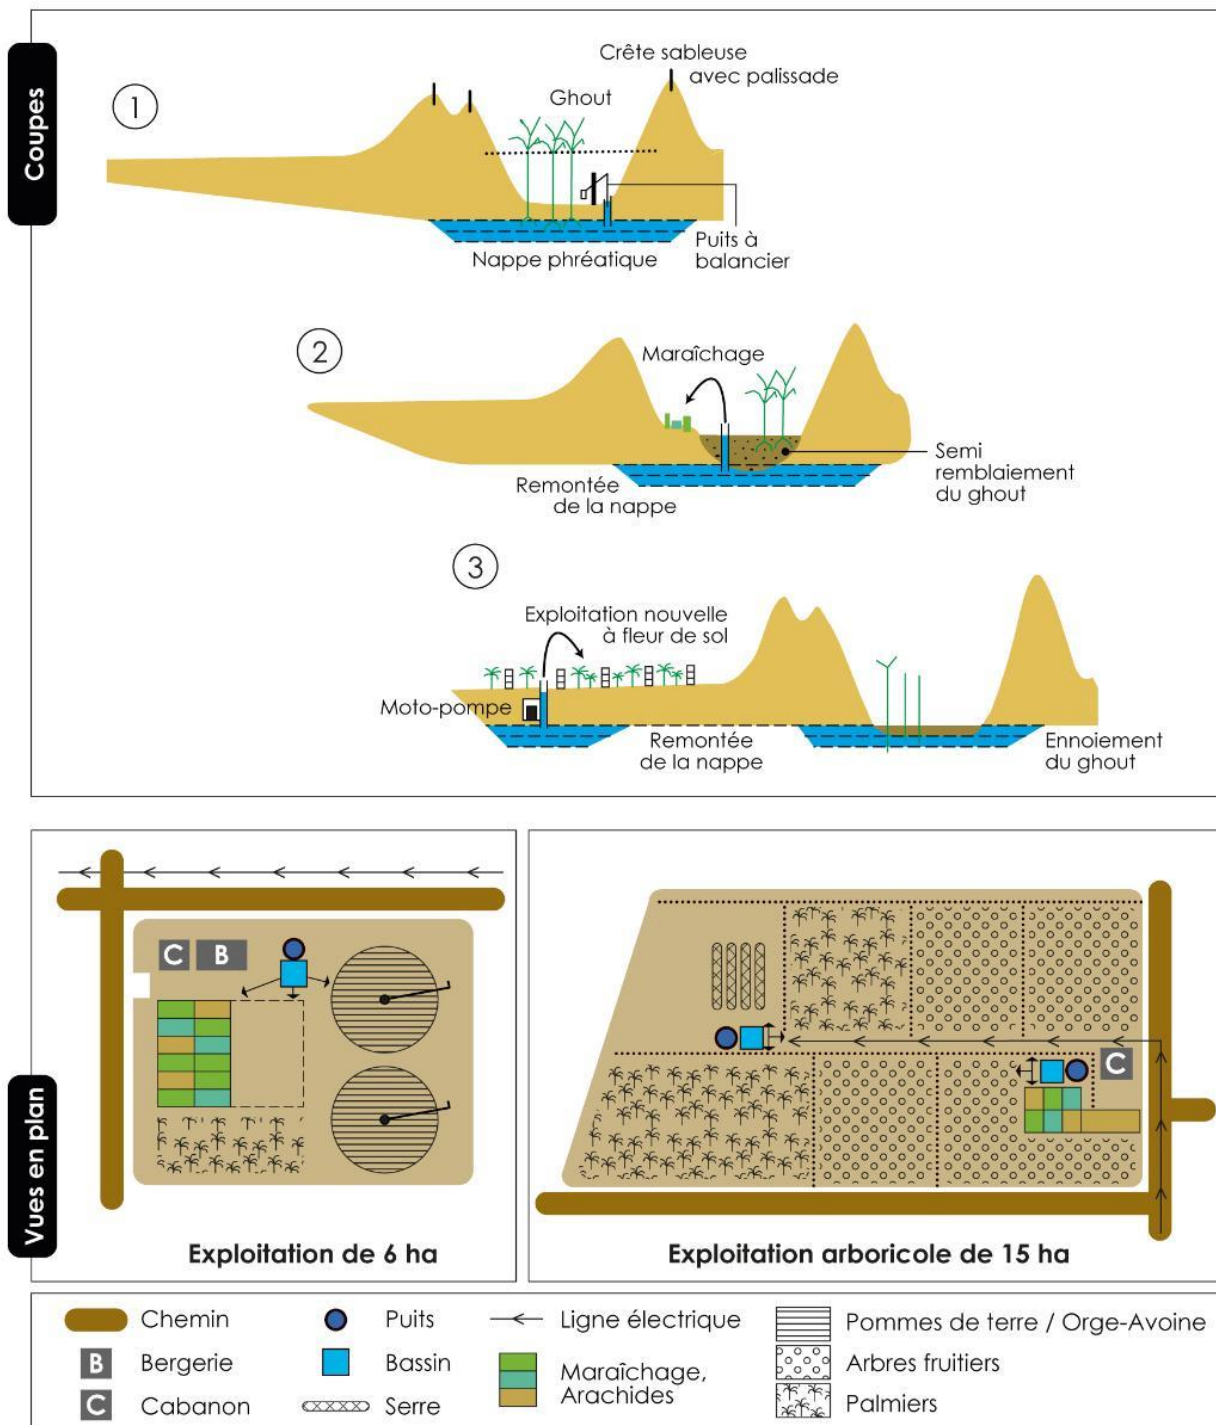 Coupes
1
Crête sableuse
avec palissade
Ghout
Puits à
balancier
Nappe phréatique
2
Maraîchage
Semi
remblaiement
du ghout
Remontée
de la nappe
3
Exploitation nouvelle
à fleur de sol
Moto-pompe
Remontée
de la nappe
Ennoiement
du ghout
Vues en plan
C
B
Exploitation de 6 ha
C
Exploitation arboricole de 15 ha
Chemin
Puits
Ligne électrique
Pommes de terre / Orge-Avoine
B
Bergerie
Bassin
Maraîchage,
Arachides
Arbres fruitiers
C
Cabanon
Serre
Palmiers